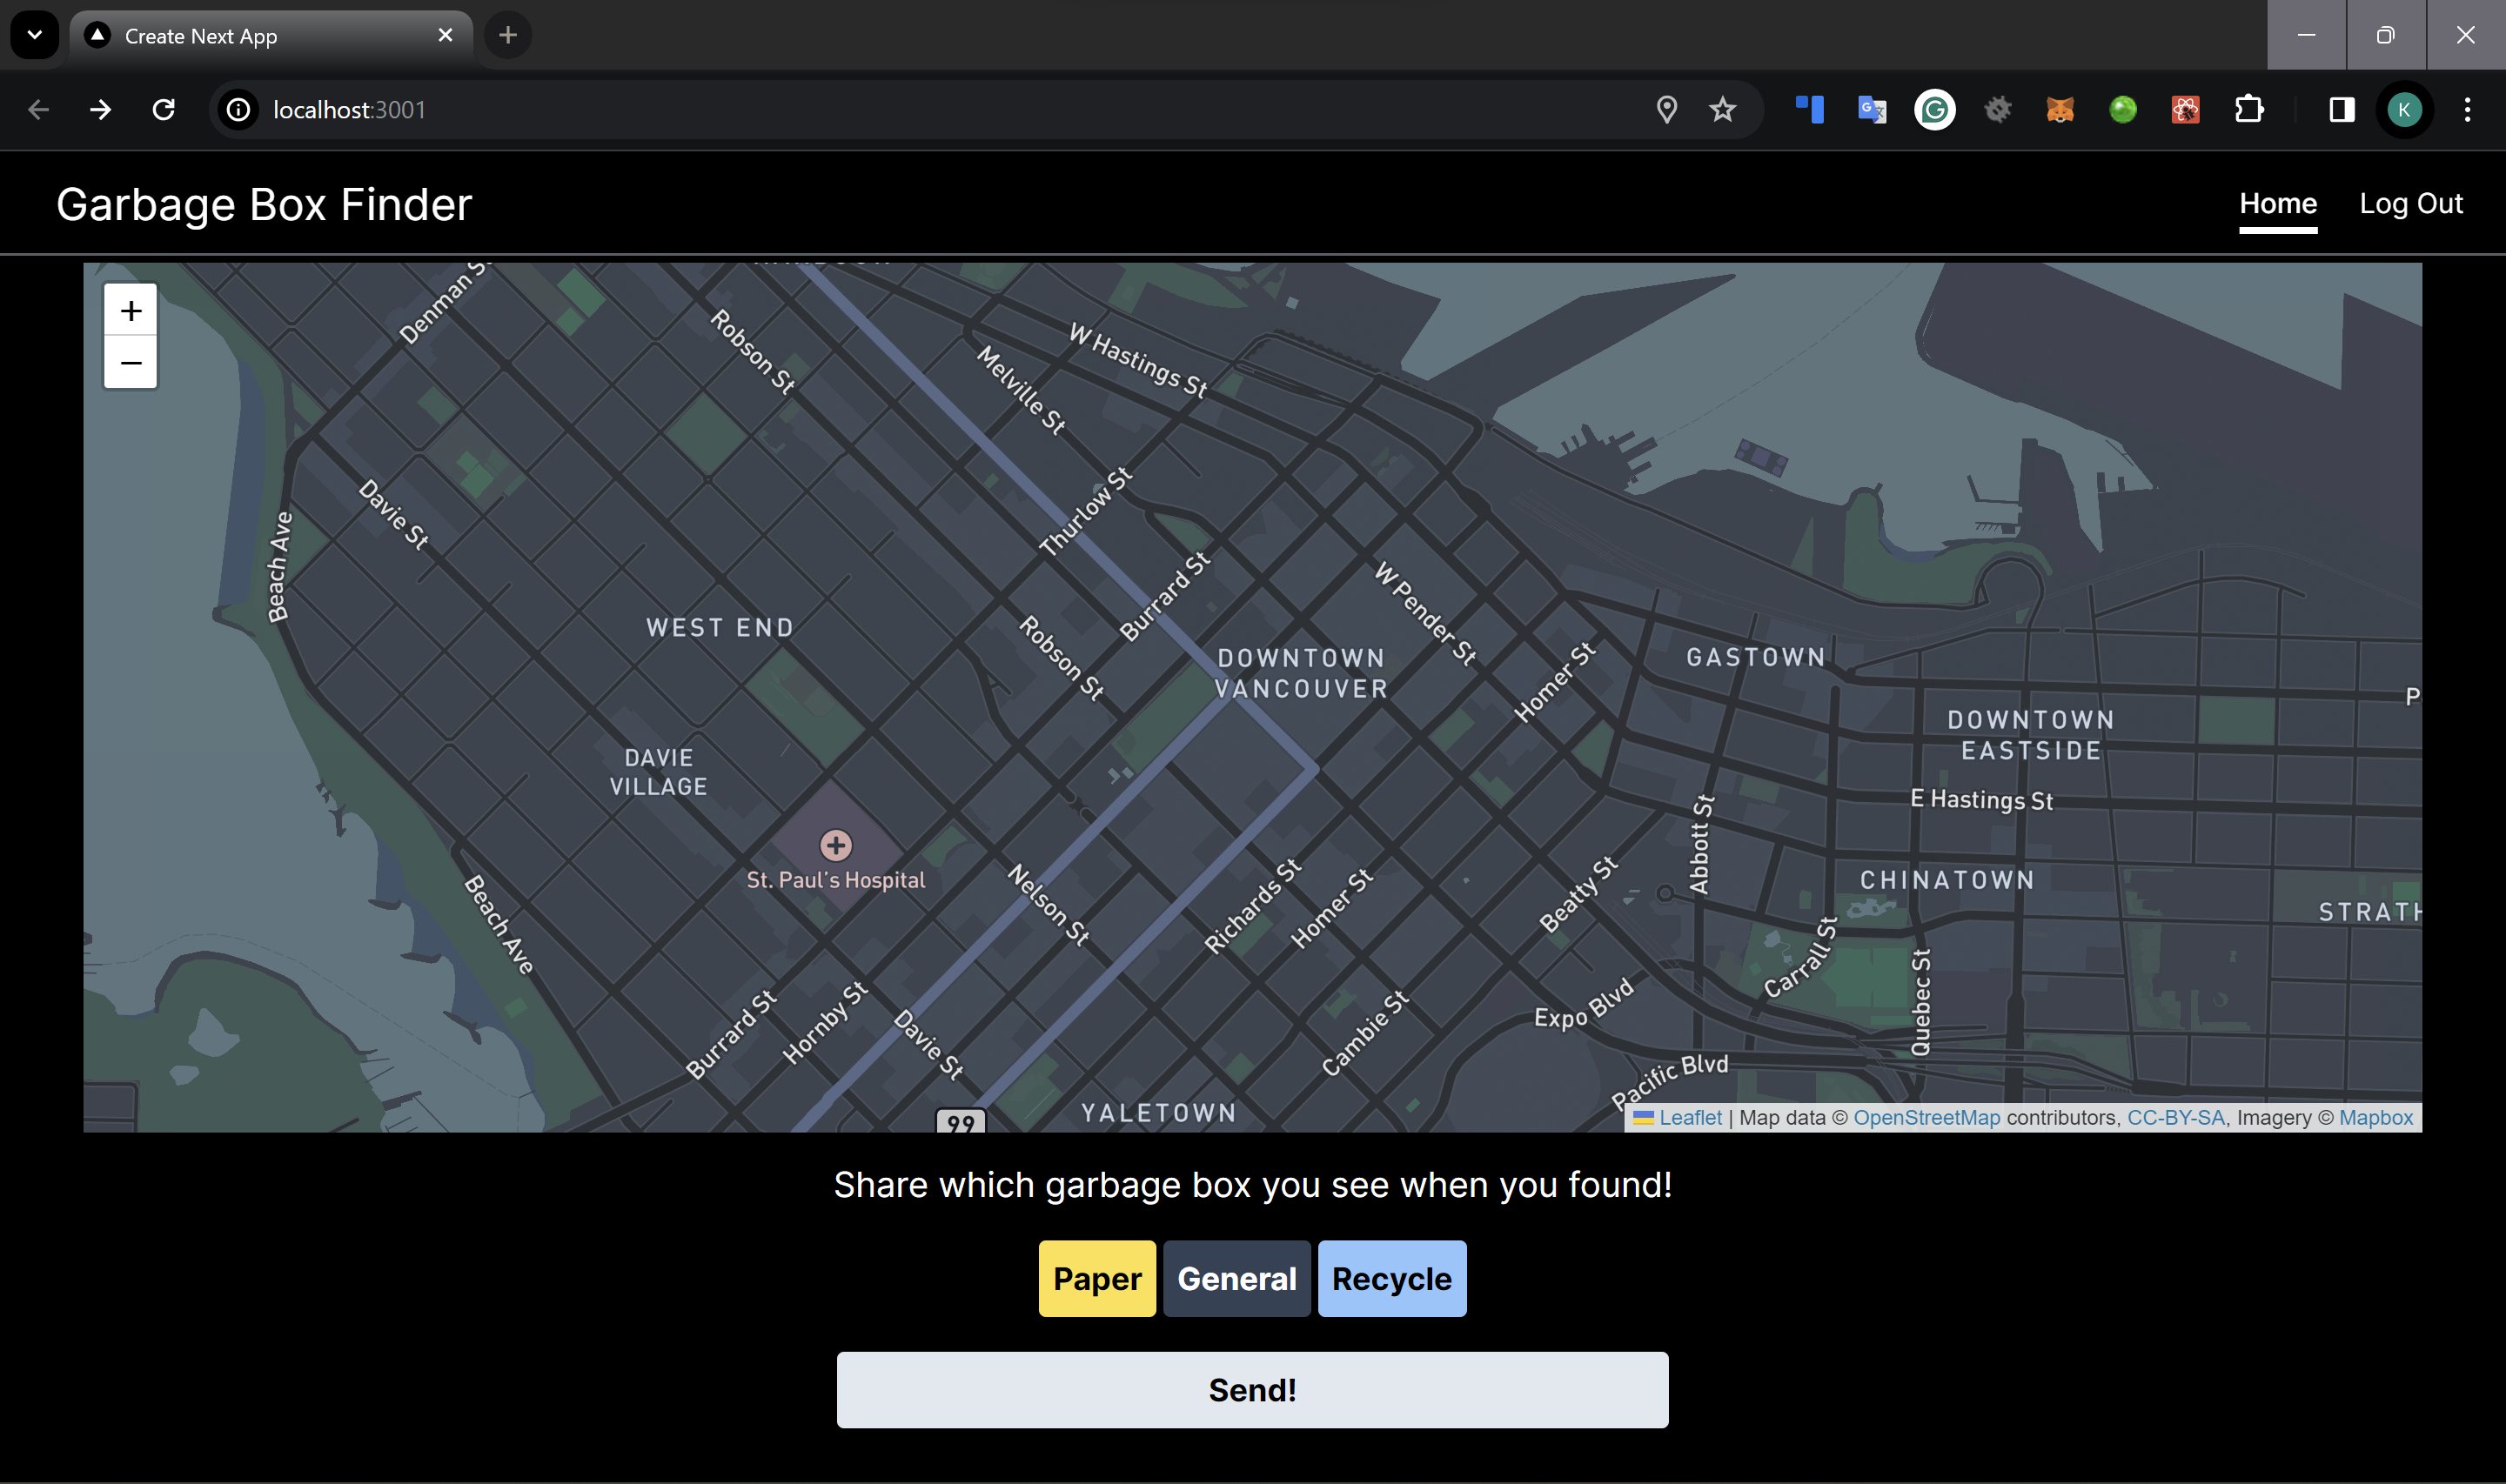 Create Next App
localhost:3001
K
Garbage Box Finder
Home
Log Out
+
−
Denman S
Robson St
W Hastings St
Melville St
Davie St
Thurlow St
Beach Ave
Burrard St
W Pender St
WEST END
Robson St
DOWNTOWN
VANCOUVER
Homer St
GASTOWN
P
DOWNTOWN
EASTSIDE
DAVIE
VILLAGE
E Hastings St
Abbott St
St. Paul's Hospital
Nelson St
Richards St
Homer St
Beatty St
CHINATOWN
STRATH
Beach Ave
Carrall St
Quebec St
Burrard St
Hornby St
Davie St
Cambie St
Expo Blvd
Pacific Blvd
YALETOWN
99
Leaflet | Map data © OpenStreetMap contributors, CC-BY-SA, Imagery © Mapbox
Share which garbage box you see when you found!
Paper
General
Recycle
Send!